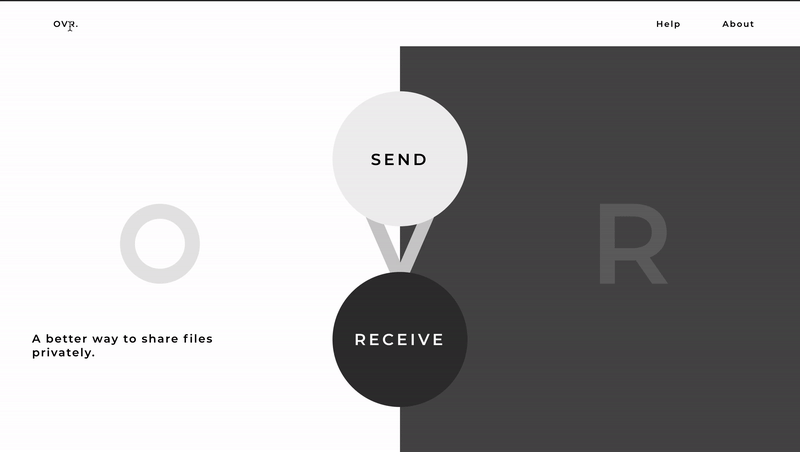 OVR.
Help
About
SEND
O
V
R
A better way to share files
privately.
RECEIVE